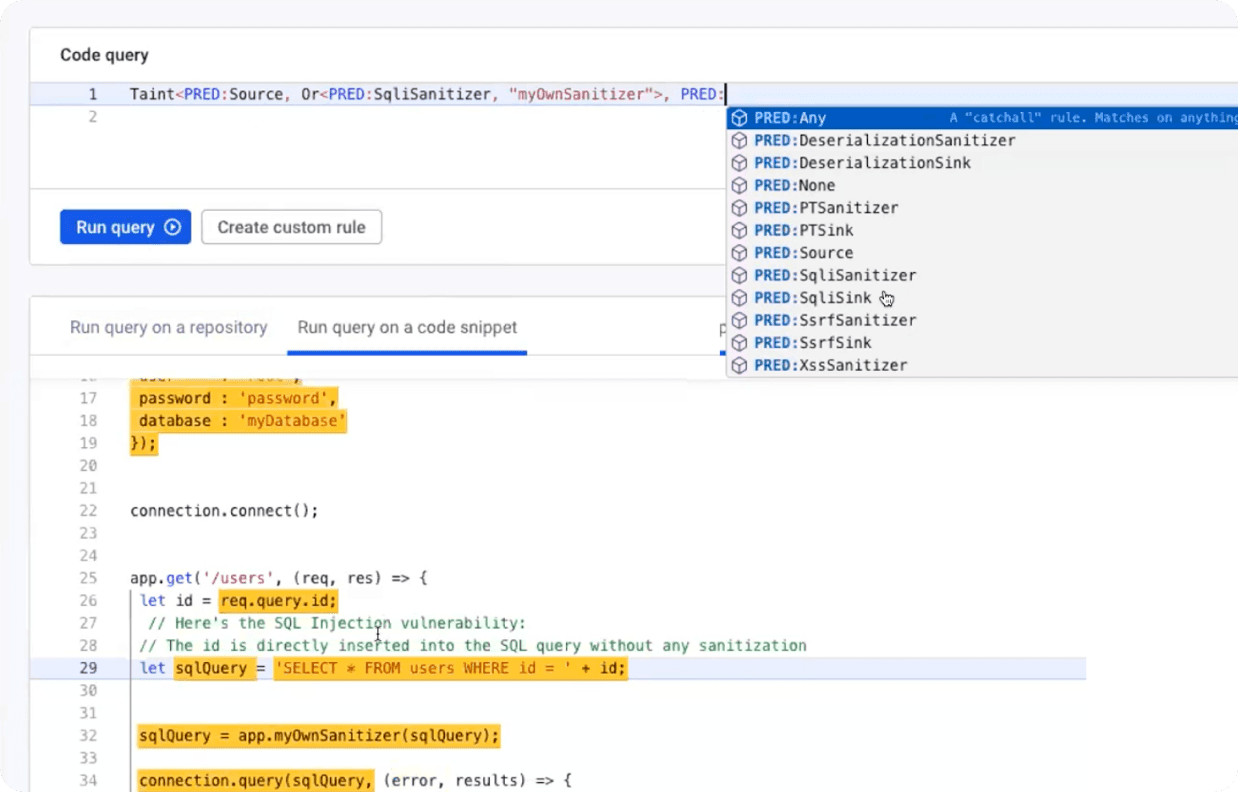 Code query
1 Taint<PRED:Source, Or<PRED:SqliSanitizer, "myOwnSanitizer">, PRED:
2
PRED:Any A "catchall" rule. Matches on anything
PRED:DeserializationSanitizer
PRED:DeserializationSink
PRED:None
PRED:PTSanitizer
PRED:PTSink
PRED:Source
PRED:SqliSanitizer
PRED:SqliSink
PRED:SsrfSanitizer
PRED:SsrfSink
PRED:XssSanitizer
Run query Create custom rule
Run query on a repository Run query on a code snippet
17 password : 'password',
18 database : 'myDatabase'
19 });
20
21
22 connection.connect();
23
24
25 app.get('/users', (req, res) => {
26 let id = req.query.id;
27 // Here's the SQL Injection vulnerability:
28 // The id is directly inserted into the SQL query without any sanitization
29 let sqlQuery = 'SELECT * FROM users WHERE id = ' + id;
30
31
32 sqlQuery = app.myOwnSanitizer(sqlQuery);
33
34 connection.query(sqlQuery, (error, results) => {